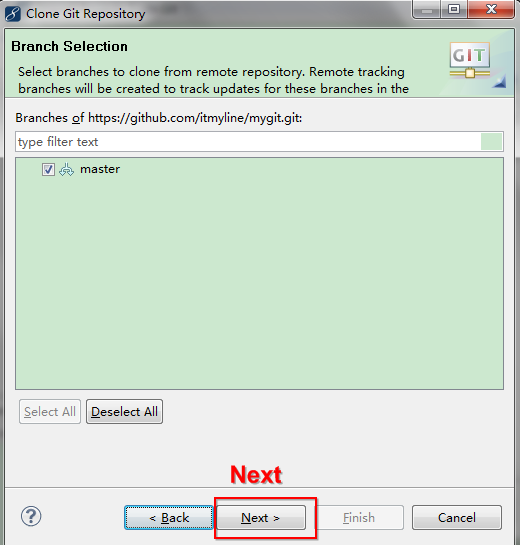 Clone Git Repository
Branch Selection
Select branches to clone from remote repository. Remote tracking
branches will be created to track updates for these branches in the
GIT
Branches of https://github.com/itmyline/mygit.git:
type filter text
master
Select All
Deselect All
Next
?
< Back
Next >
Finish
Cancel